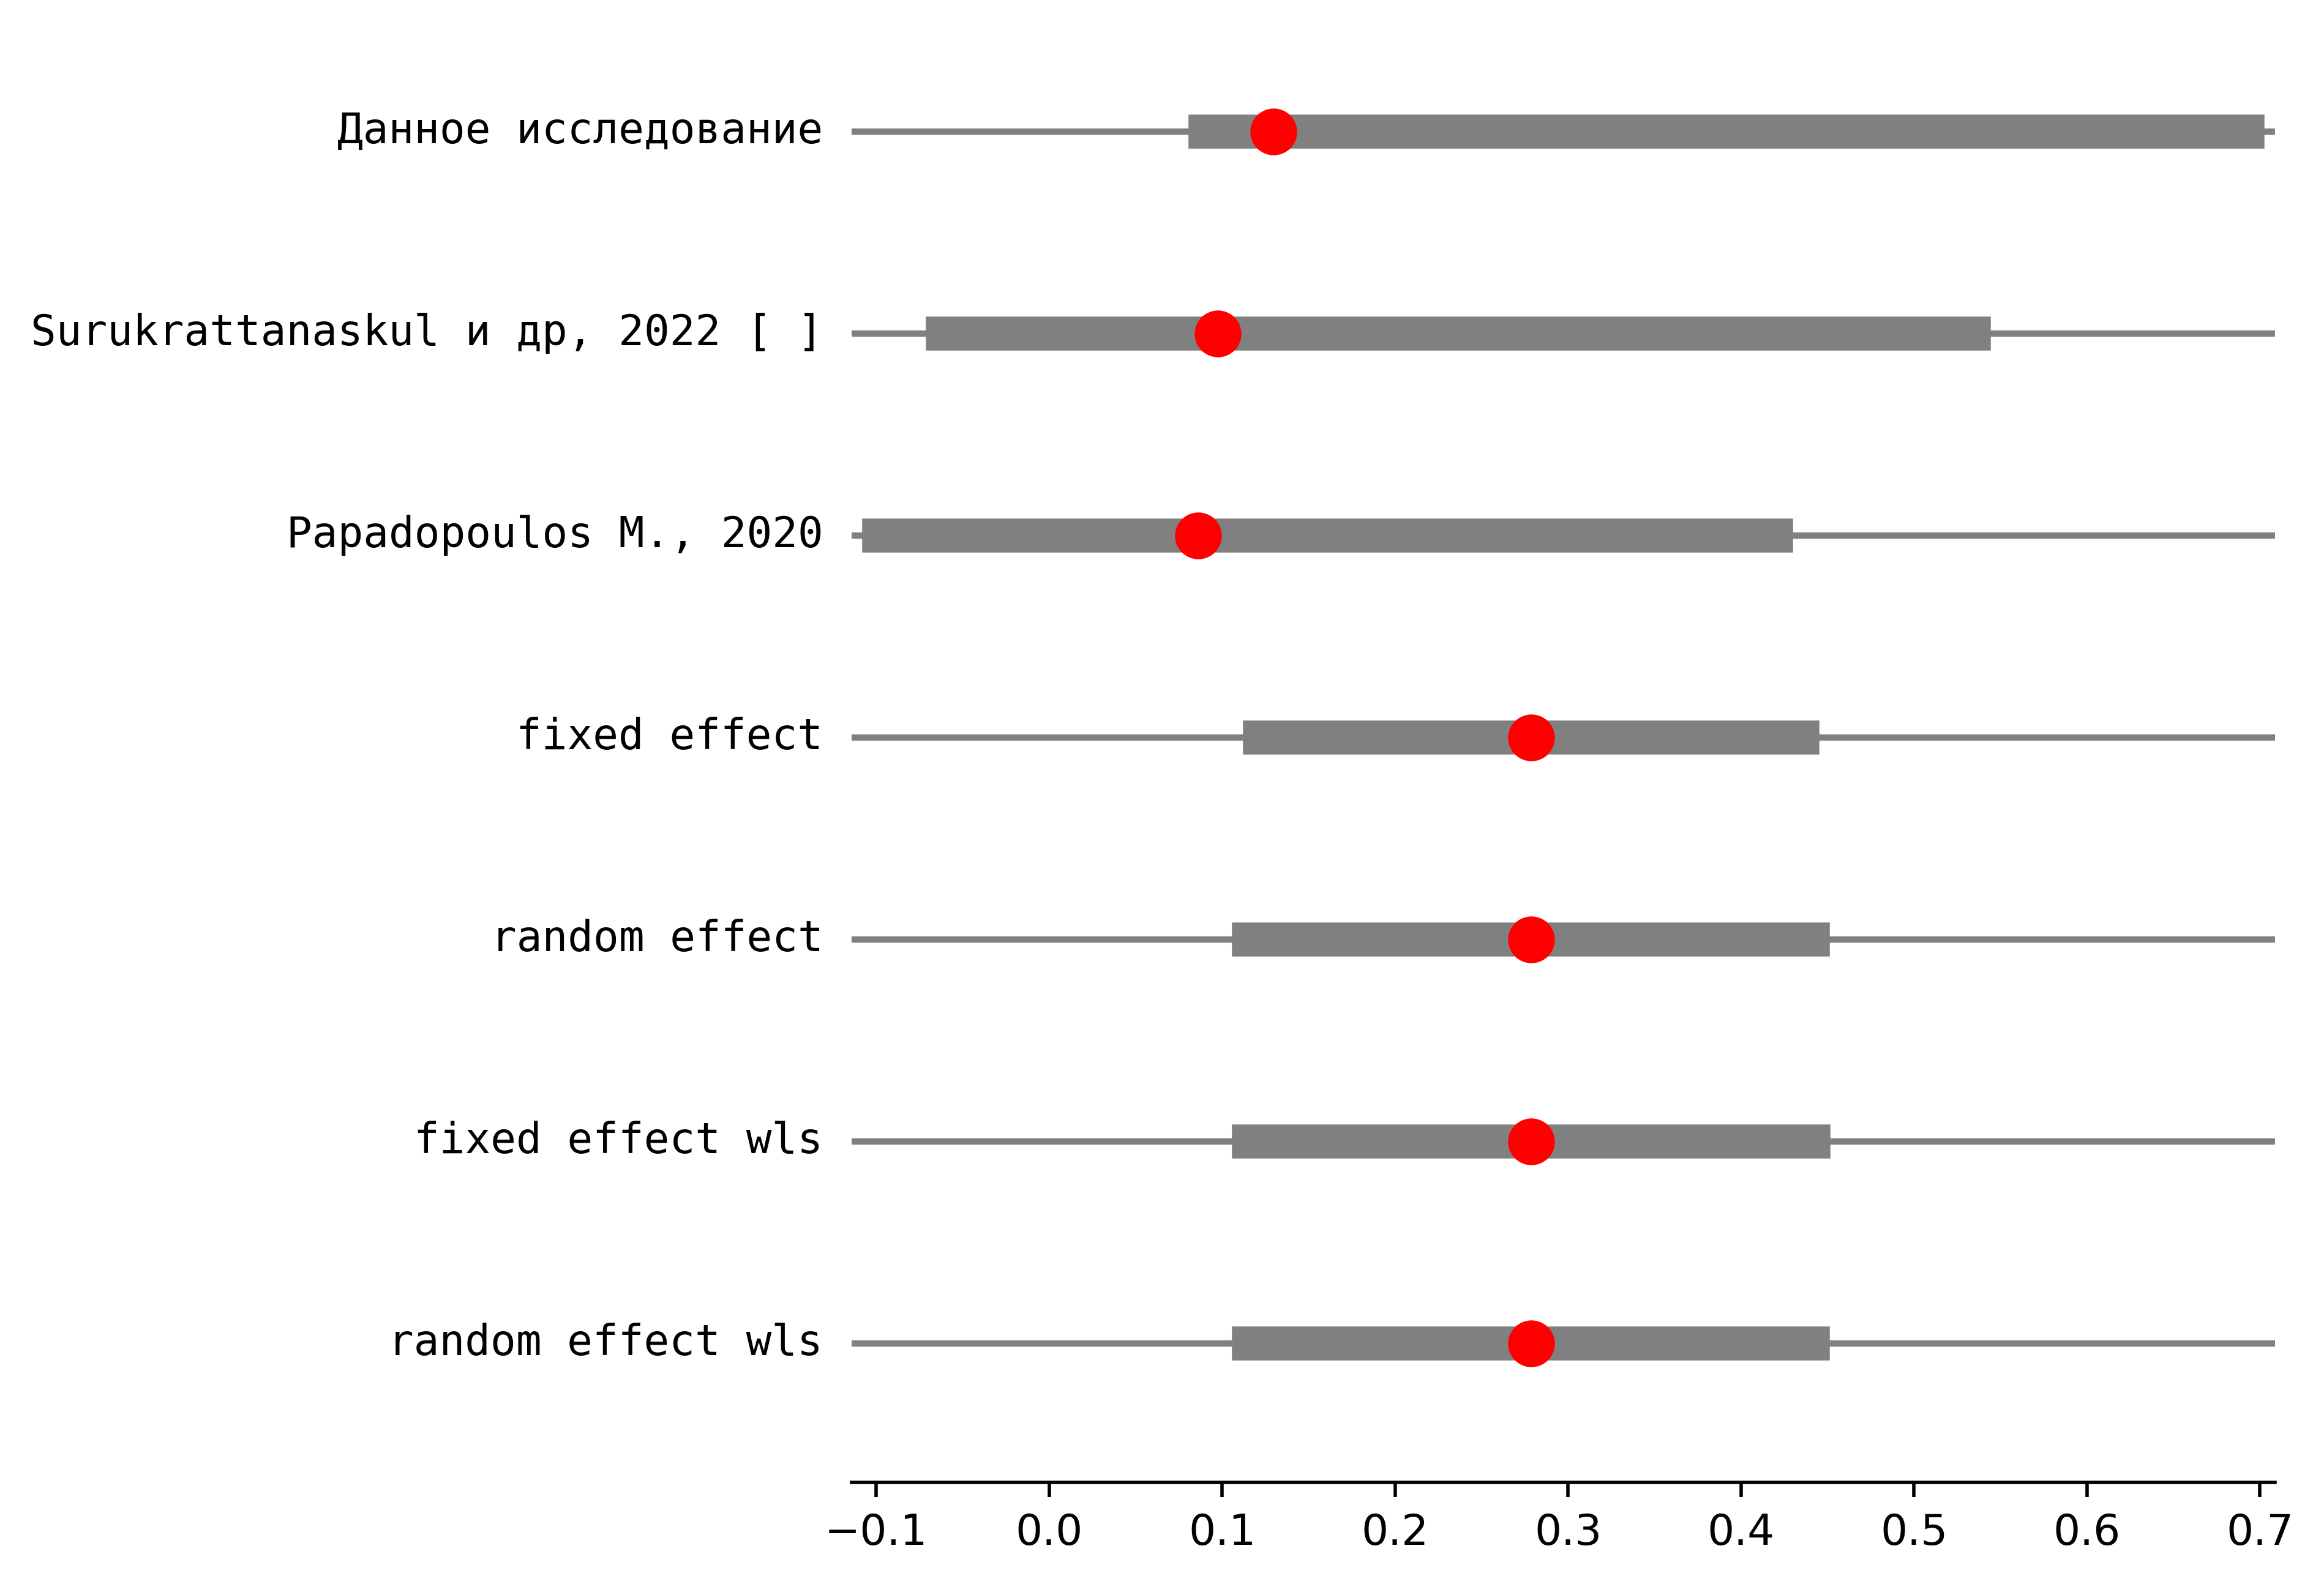 Данное исследование
Surukrattanaskul и др, 2022 [ ]
Papadopoulos M., 2020
fixed effect
random effect
fixed effect wls
random effect wls
−0.1 0.0 0.1 0.2 0.3 0.4 0.5 0.6 0.7